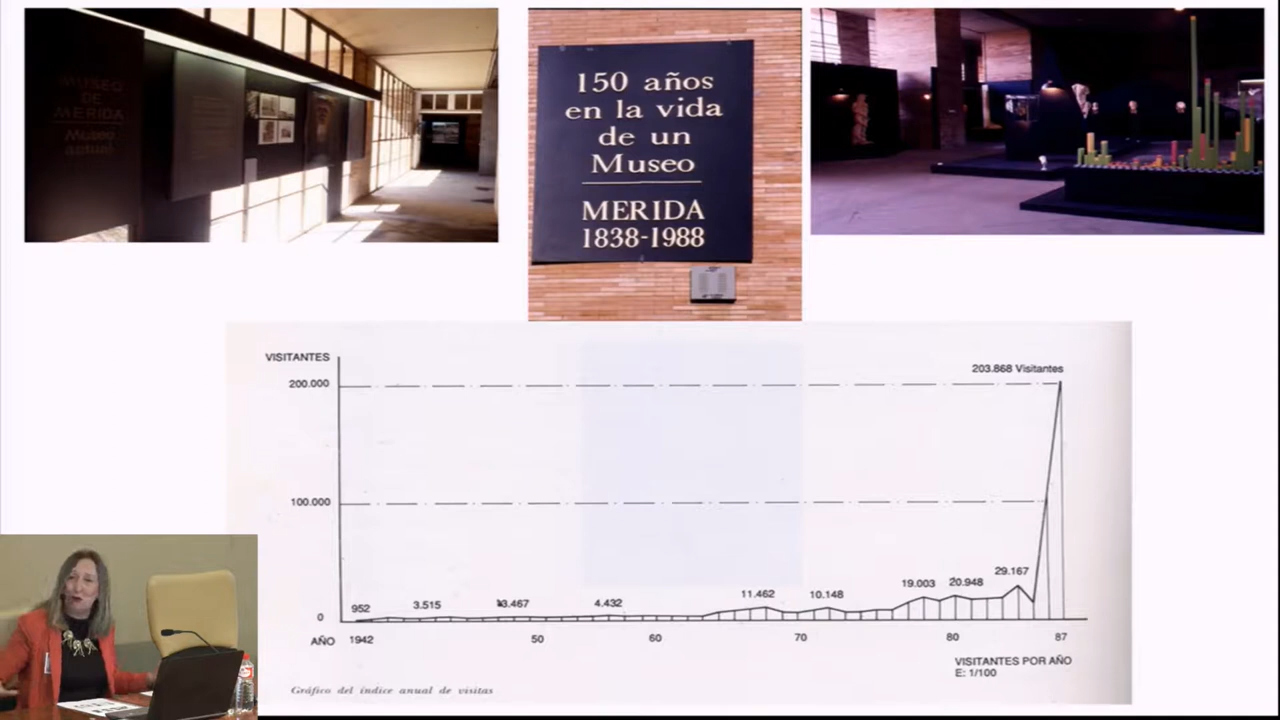 MUSEO
DE
MERIDA
Museo
actual
150 años
en la vida
de un
Museo
MERIDA
1838-1988
VISITANTES
203.868 Visitantes
200.000
100.000
29.167
19.003
20.948
11.462
10.148
952
3.515
4.432
0
AÑO
1942
50
60
70
80
87
VISITANTES POR AÑO
E: 1/100
Gráfico del índice anual de visitas